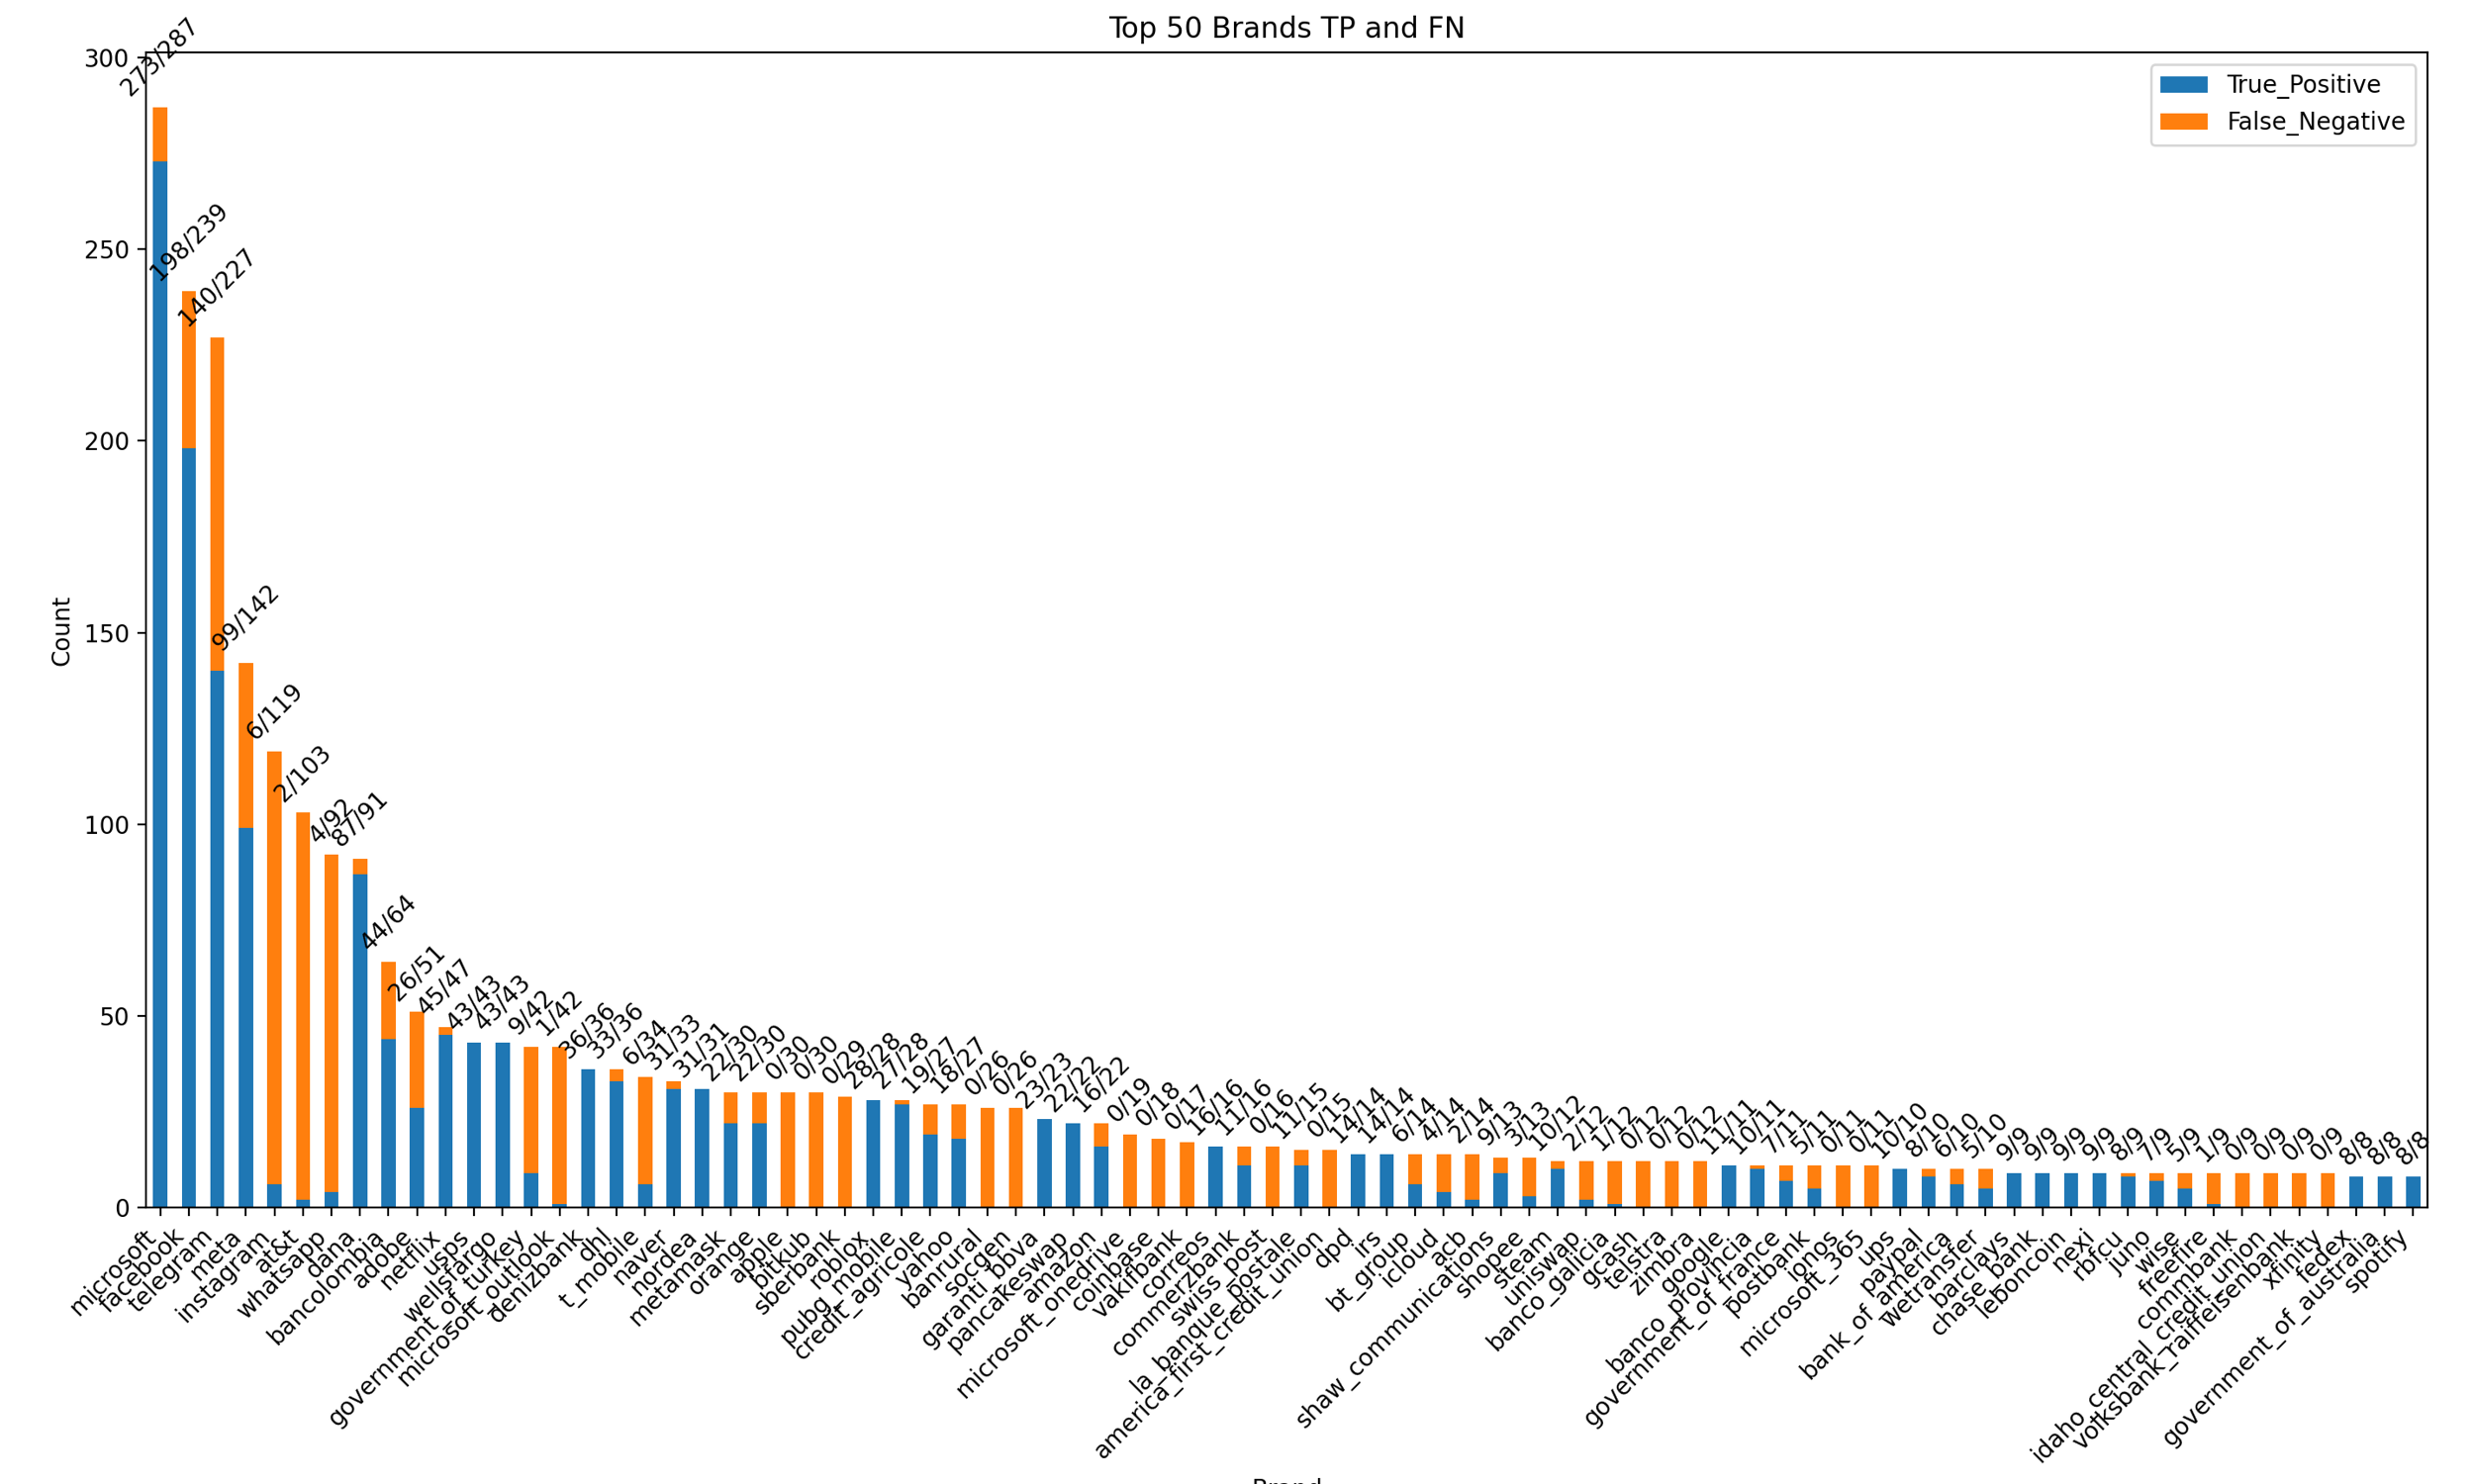 Top 50 Brands TP and FN
True_Positive
False_Negative
Count
300
250
200
150
100
50
0
273/287
198/239
140/227
99/142
6/119
2/103
4/92
87/91
44/64
26/51
45/47
43/43
43/43
9/42
1/42
36/36
33/36
6/34
31/33
31/31
22/30
22/30
0/30
0/30
0/29
28/28
27/28
19/27
18/27
0/26
0/26
23/23
22/22
16/22
0/19
0/18
0/17
16/16
11/16
0/16
11/15
0/15
14/14
14/14
6/14
4/14
2/14
9/13
3/13
10/12
2/12
1/12
0/12
0/12
0/12
11/11
10/11
7/11
5/11
0/11
0/11
10/10
8/10
6/10
5/10
9/9
9/9
9/9
9/9
8/9
7/9
5/9
1/9
0/9
0/9
0/9
0/9
8/8
8/8
8/8
microsoft
facebook
telegram
meta
instagram
at&t
whatsapp
dana
bancolombia
adobe
netflix
usps
wellsfargo
government_of_turkey
microsoft_outlook
denizbank
dhl
t_mobile
naver
nordea
metamask
orange
apple
bitkub
sberbank
roblox
pubg_mobile
credit_agricole
yahoo
banrural
socgen
garanti_bbva
pancakeswap
amazon
microsoft_onedrive
coinbase
vakifbank
correos
commerzbank
swiss_post
la_banque_postale
america_first_credit_union
dpd
irs
bt_group
icloud
acb
shaw_communications
shopee
steam
uniswap
banco_galicia
gcash
telstra
zimbra
google
banco_provincia
government_of_france
postbank
ionos
microsoft_365
ups
paypal
bank_of_america
wetransfer
barclays
chase_bank
leboncoin
nexi
rbfcu
juno
wise
freefire
commbank
idaho_central_credit_union
volksbank_raiffeisenbank
xfinity
fedex
government_of_australia
spotify
Brand